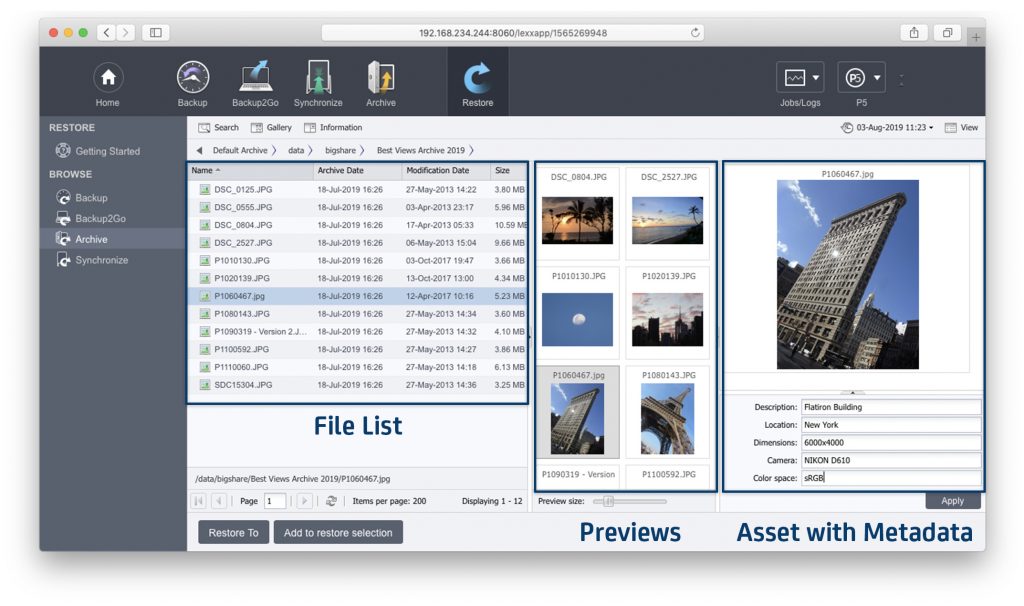 192.168.234.244:8060/lexxapp/1565269948
Home
Backup
Backup2Go
Synchronize
Archive
Restore
Jobs/Logs
P5
P5
RESTORE
Getting Started
BROWSE
Backup
Backup2Go
Archive
Synchronize
Search Gallery Information
03-Aug-2019 11:23 View
Default Archive data bigshare Best Views Archive 2019
Name Archive Date Modification Date Size
DSC_0125.JPG 18-Jul-2019 16:26 27-May-2013 14:22 3.80 MB
DSC_0555.JPG 18-Jul-2019 16:26 03-Apr-2013 23:17 5.96 MB
DSC_0804.JPG 18-Jul-2019 16:26 17-Apr-2013 05:33 10.59 MB
DSC_2527.JPG 18-Jul-2019 16:26 06-May-2013 15:04 9.66 MB
P1010130.JPG 18-Jul-2019 16:26 03-Oct-2017 19:47 3.66 MB
P1020139.JPG 18-Jul-2019 16:26 13-Oct-2017 13:00 4.34 MB
P1060467.jpg 18-Jul-2019 16:26 12-Apr-2017 10:16 5.23 MB
P1080143.JPG 18-Jul-2019 16:26 27-May-2013 14:34 3.60 MB
P1090319 - Version 2.J... 18-Jul-2019 16:26 27-May-2013 14:32 4.10 MB
P1100592.JPG 18-Jul-2019 16:26 27-May-2013 14:27 3.86 MB
P1110060.JPG 18-Jul-2019 16:26 27-May-2013 14:18 6.13 MB
SDC15304.JPG 18-Jul-2019 16:26 27-May-2013 14:36 3.25 MB
File List
/data/bigshare/Best Views Archive 2019/P1060467.jpg
Page 1 Items per page: 200 Displaying 1 - 12
Restore To Add to restore selection
DSC_0804.JPG DSC_2527.JPG
P1010130.JPG P1020139.JPG
P1060467.jpg P1080143.JPG
P1090319 - Version P1100592.JPG
Preview size:
Previews
P1060467.jpg
Description: Flatiron Building
Location: New York
Dimensions: 6000x4000
Camera: NIKON D610
Color space: sRGB
Apply
Asset with Metadata